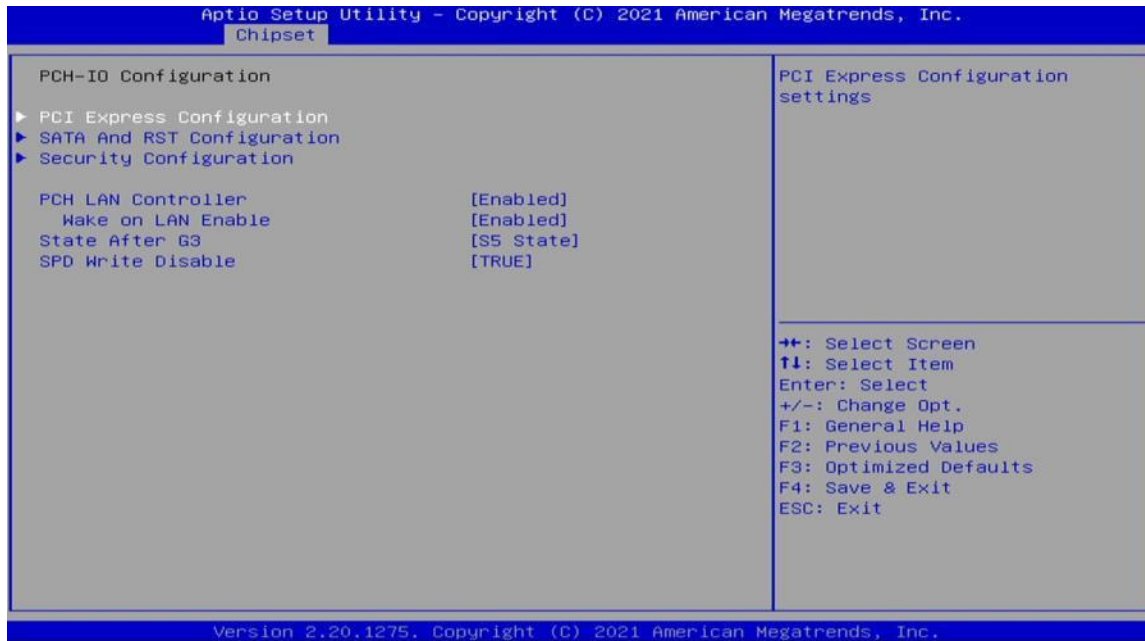 Aptio Setup Utility – Copyright (C) 2021 American Megatrends, Inc.
Chipset
PCH-IO Configuration
▶ PCI Express Configuration
▶ SATA And RST Configuration
▶ Security Configuration
PCH LAN Controller [Enabled]
Wake on LAN Enable [Enabled]
State After G3 [S5 State]
SPD Write Disable [TRUE]
PCI Express Configuration
settings
→←: Select Screen
↑↓: Select Item
Enter: Select
+/-: Change Opt.
F1: General Help
F2: Previous Values
F3: Optimized Defaults
F4: Save & Exit
ESC: Exit
Version 2.20.1275. Copyright (C) 2021 American Megatrends, Inc.